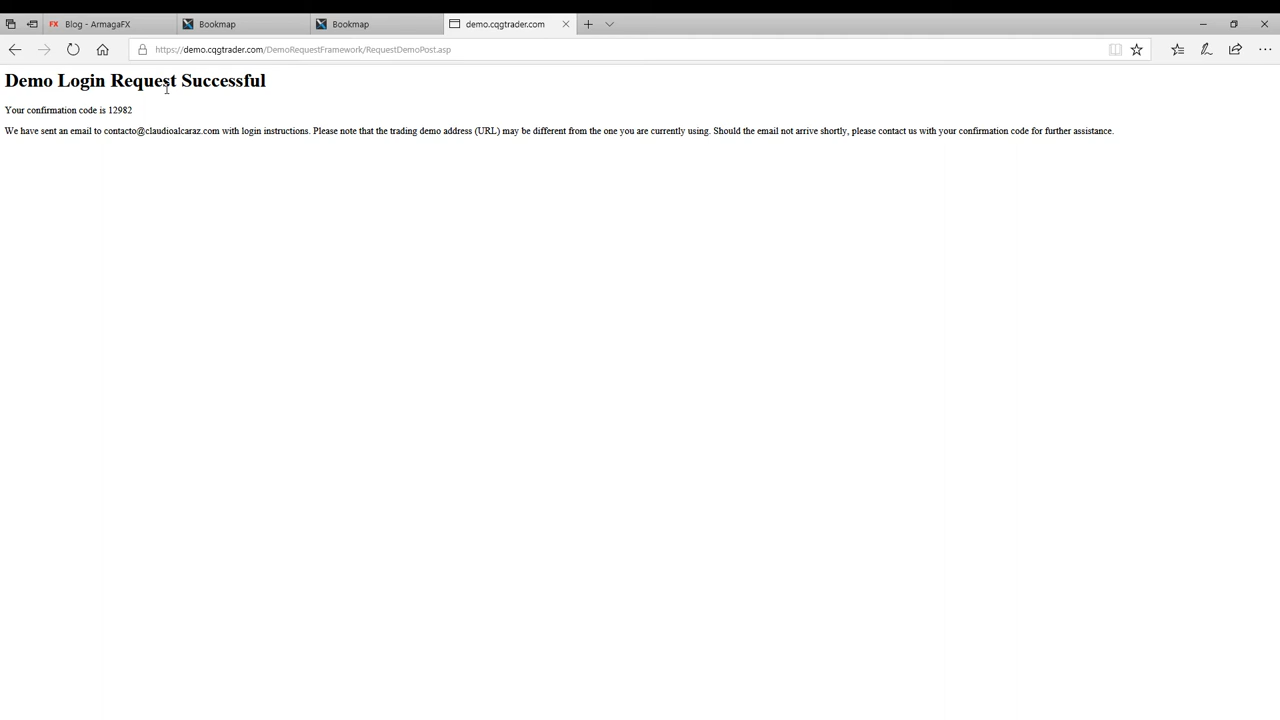 FX Blog - ArmagaFX
Bookmap
Bookmap
demo.cqgtrader.com
https://demo.cqgtrader.com/DemoRequestFramework/RequestDemoPost.asp
Demo Login Request Successful
Your confirmation code is 12982
We have sent an email to contacto@claudioalcaraz.com with login instructions. Please note that the trading demo address (URL) may be different from the one you are currently using. Should the email not arrive shortly, please contact us with your confirmation code for further assistance.